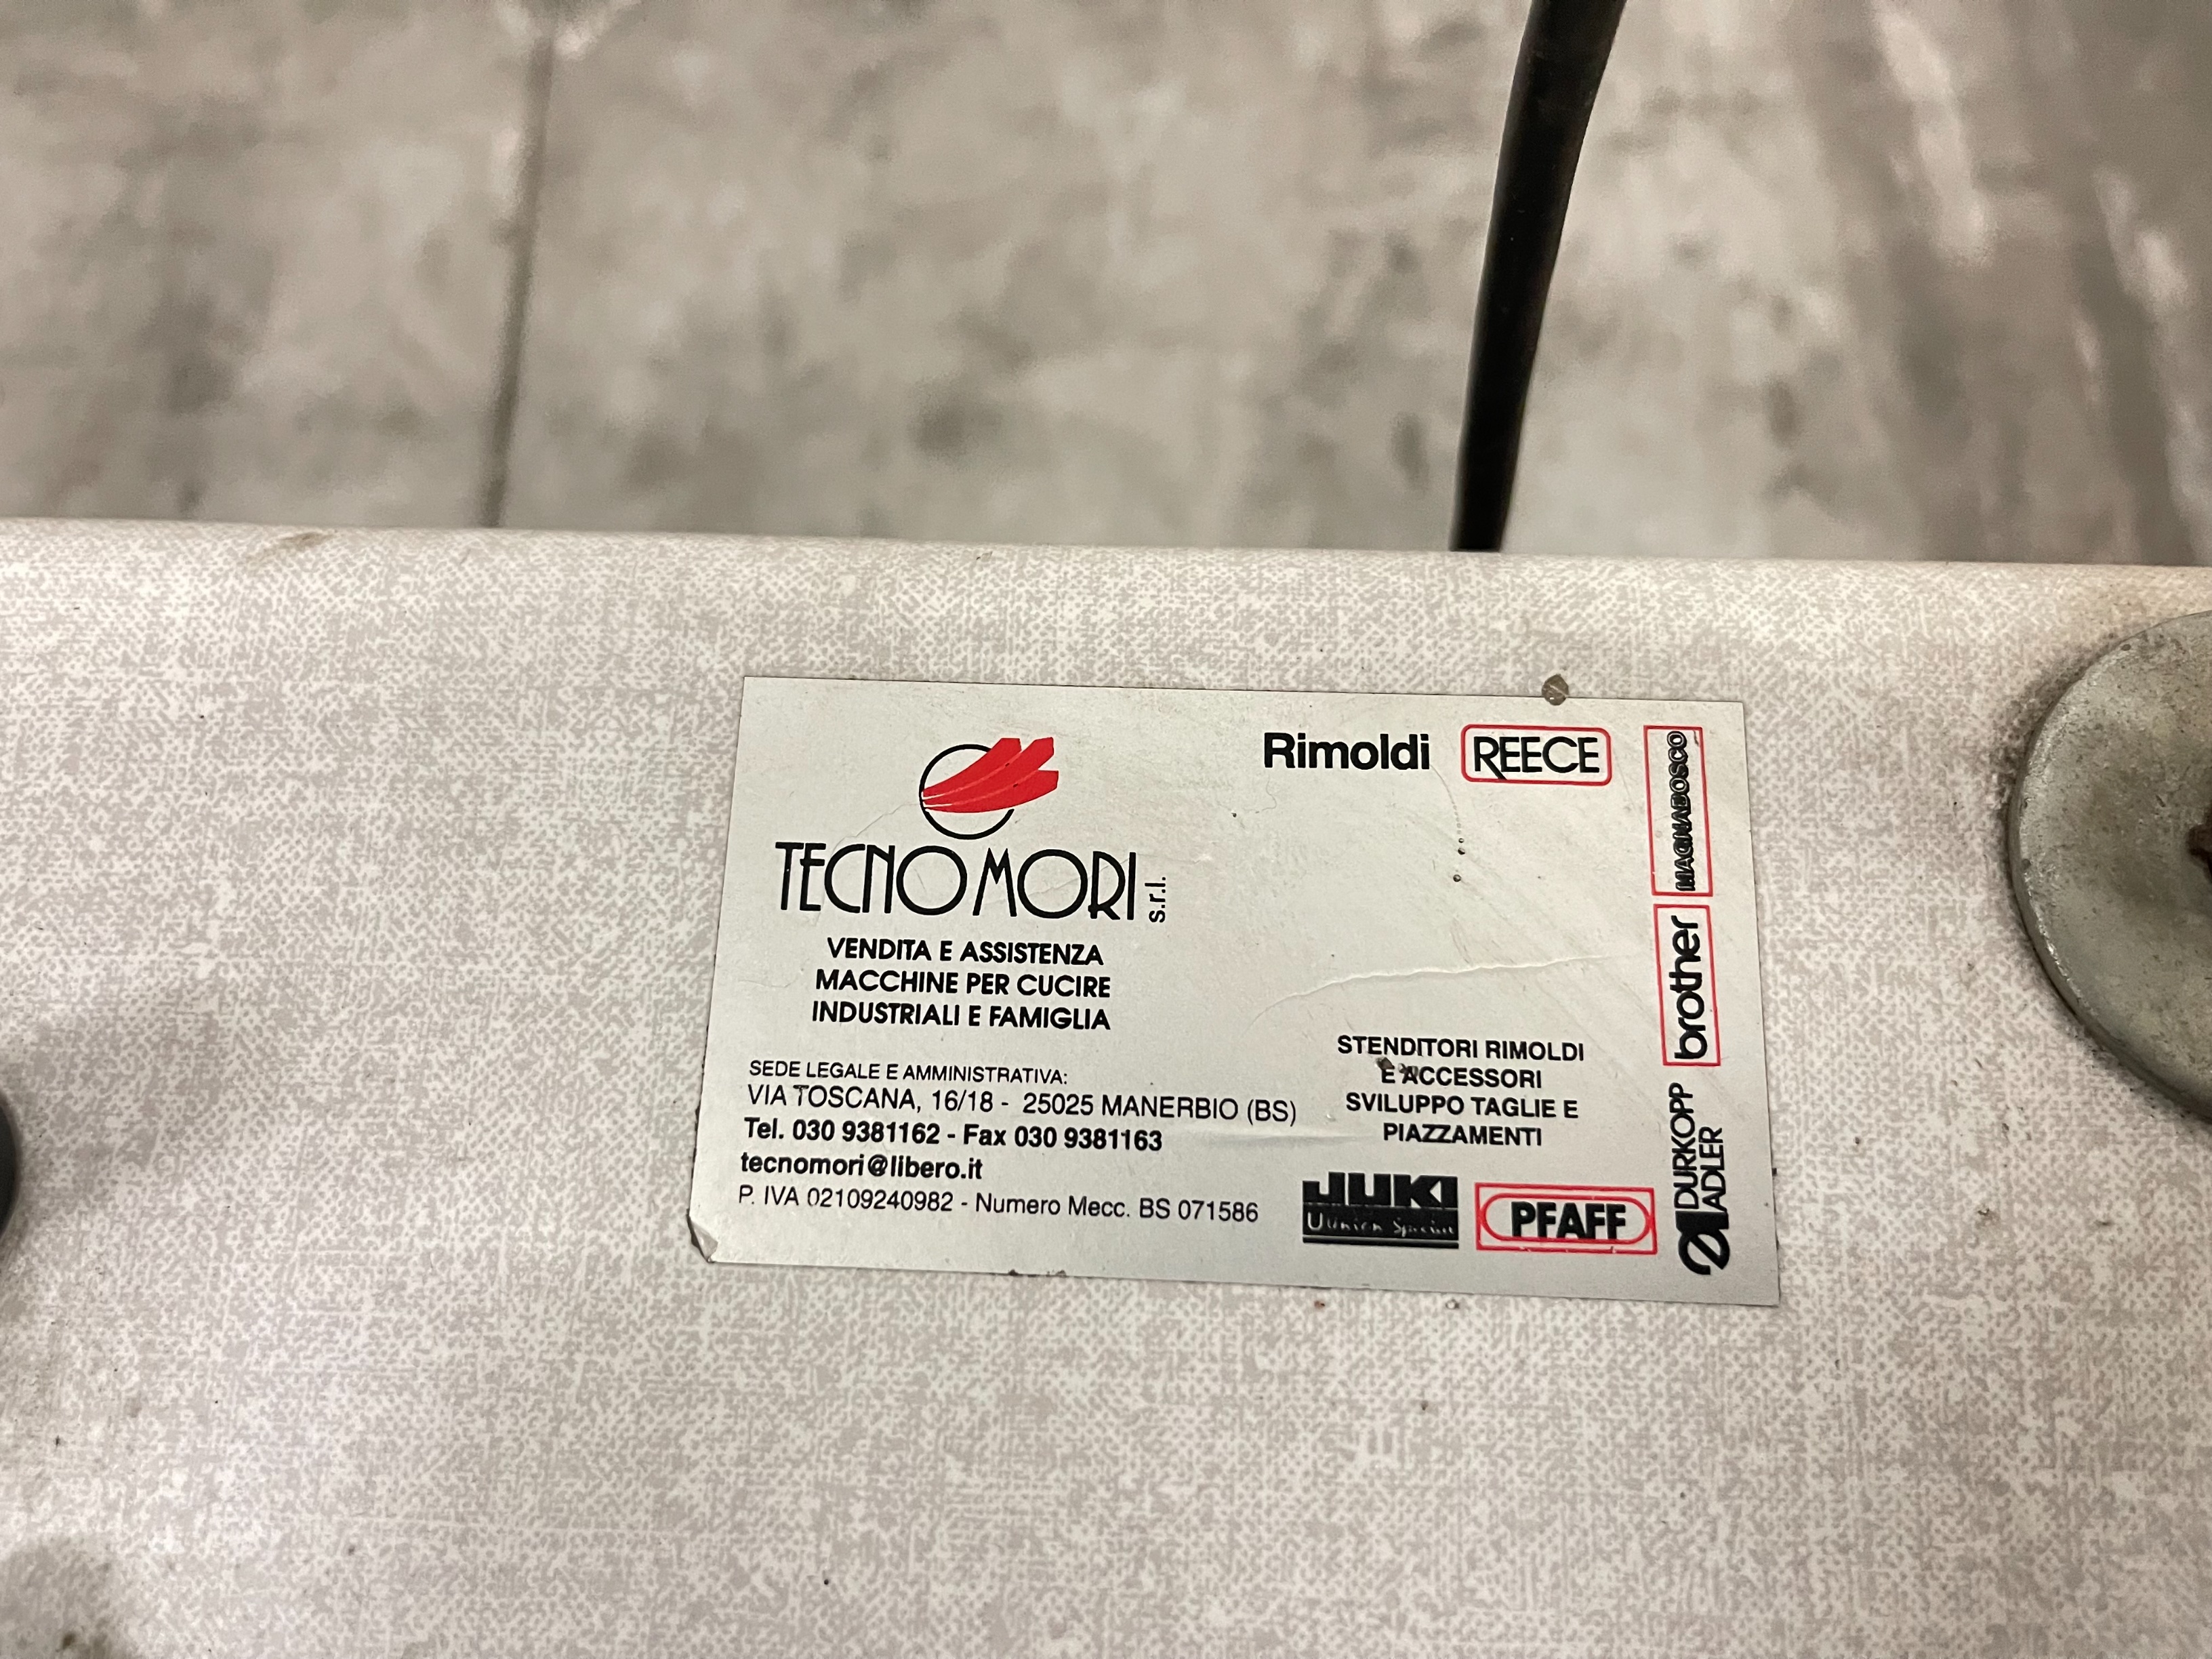 TECNOMORI s.r.l.
VENDITA E ASSISTENZA
MACCHINE PER CUCIRE
INDUSTRIALI E FAMIGLIA
SEDE LEGALE E AMMINISTRATIVA:
VIA TOSCANA, 16/18 - 25025 MANERBIO (BS)
Tel. 030 9381162 - Fax 030 9381163
tecnomori@libero.it
P. IVA 02109240982 - Numero Mecc. BS 071586
Rimoldi REECE
STENDITORI RIMOLDI
E ACCESSORI
SVILUPPO TAGLIE E
PIAZZAMENTI
JUKI
Union Special
PFAFF
MAGNABOSCO
brother
DURKOPP
ADLER